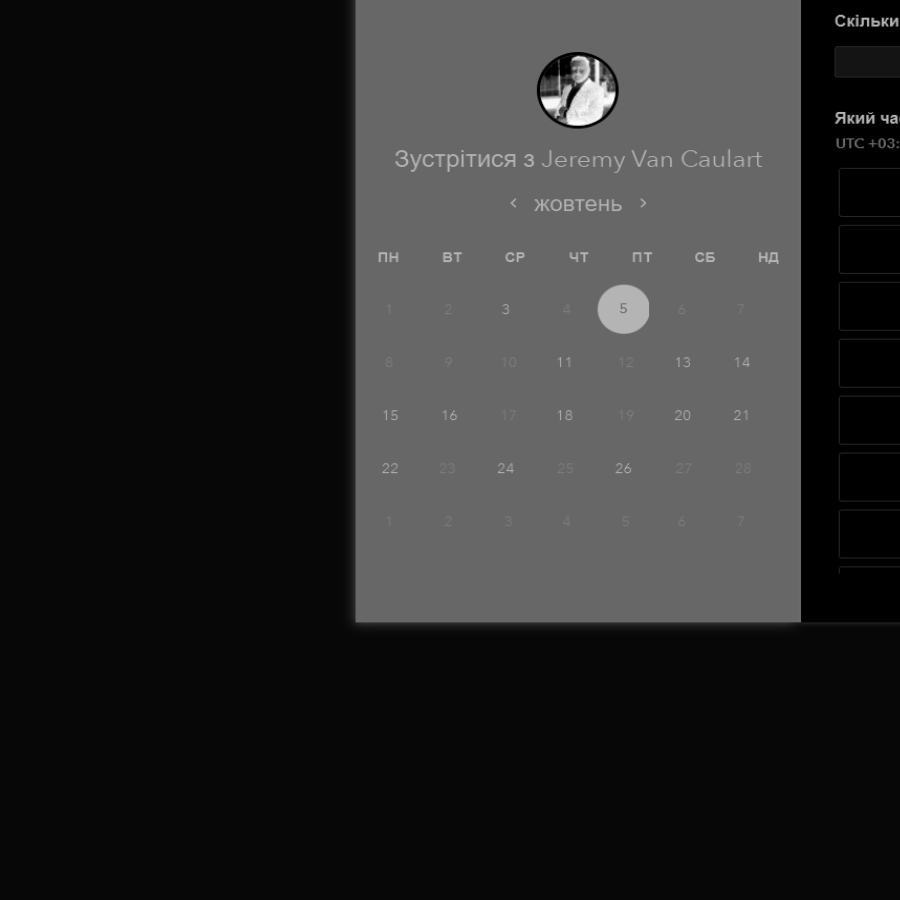 Зустрітися з Jeremy Van Caulart
жовтень
ПН ВТ СР ЧТ ПТ СБ НД
1 2 3 4 5 6 7
8 9 10 11 12 13 14
15 16 17 18 19 20 21
22 23 24 25 26 27 28
1 2 3 4 5 6 7
Скільки
Який
UTC +03: